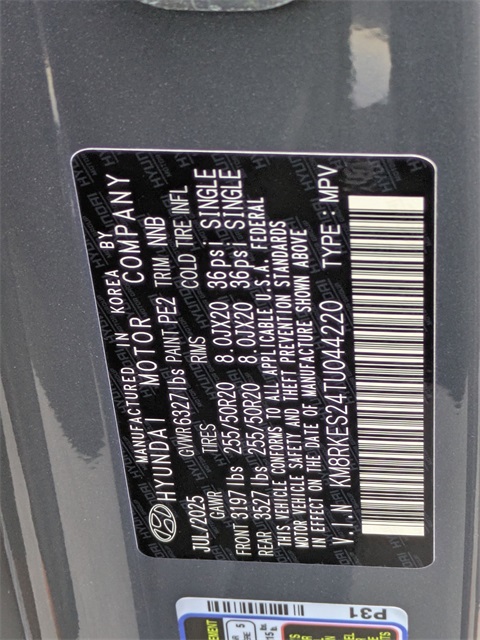 MANUFACTURED IN KOREA BY
HYUNDAI MOTOR COMPANY
JUL/2025 GVWR 6327 lbs PAINT PE2 TRIM NNB
GAWR TIRES RIMS COLD TIRE INFL
FRONT 3197 lbs 255/50R20 8.0JX20 36psi SINGLE
REAR 3527 lbs 255/50R20 8.0JX20 36psi SINGLE
THIS VEHICLE CONFORMS TO ALL APPLICABLE U.S.A. FEDERAL
MOTOR VEHICLE SAFETY AND THEFT PREVENTION STANDARDS
IN EFFECT ON THE DATE OF MANUFACTURE SHOWN ABOVE
V.I.N KM8RKES24TU044220 TYPE : MPV
P31